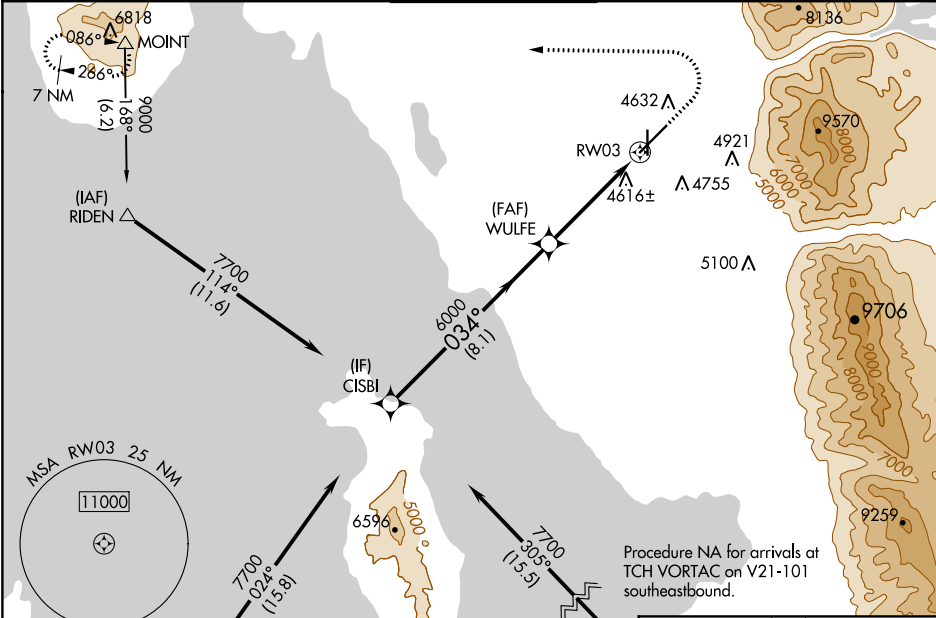 6818
086°
MOINT
266°
7 NM
9000
168°
(6.2)
8136
4632
RW03
4921
4616±
4755
9570
8000
7000
6000
5000
(IAF)
RIDEN
(FAF)
WULFE
5100
7700
114°
(11.6)
6000
034°
(8.1)
9706
9000
8000
(IF)
CISBI
MSA RW03 25 NM
11000
7000
5000
6596
9259
7700
024°
(15.8)
7700
305°
(15.5)
Procedure NA for arrivals at
TCH VORTAC on V21-101
southeastbound.